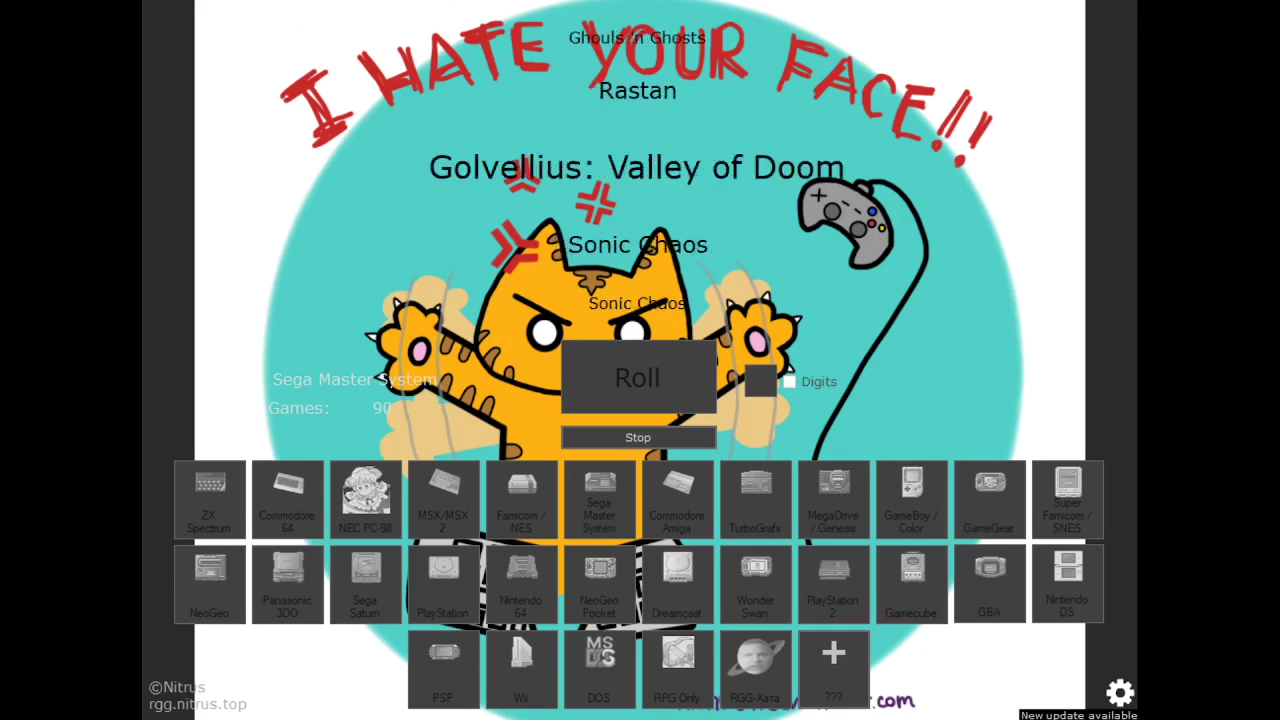 I HATE YOUR FACE!!
Ghouls 'n Ghosts
Rastan
Golvellius: Valley of Doom
Sonic Chaos
Sonic Chaos
Sega Master System
Games: 90
Roll
Digits
Stop
ZX Spectrum
Commodore 64
NEC PC-98
MSX/MSX 2
Famicom / NES
Sega Master System
Commodore Amiga
TurboGrafx
MegaDrive / Genesis
GameBoy / Color
GameGear
Super Famicom / SNES
NeoGeo
Panasonic 3DO
Sega Saturn
PlayStation
Nintendo 64
NeoGeo Pocket
Dreamcast
Wonder Swan
PlayStation 2
Gamecube
GBA
Nintendo DS
PSP
Wii
MS DOS
DOS
RPG Only
RGG-Хата
+
???
.com
©Nitrus
rgg.nitrus.top
New update available